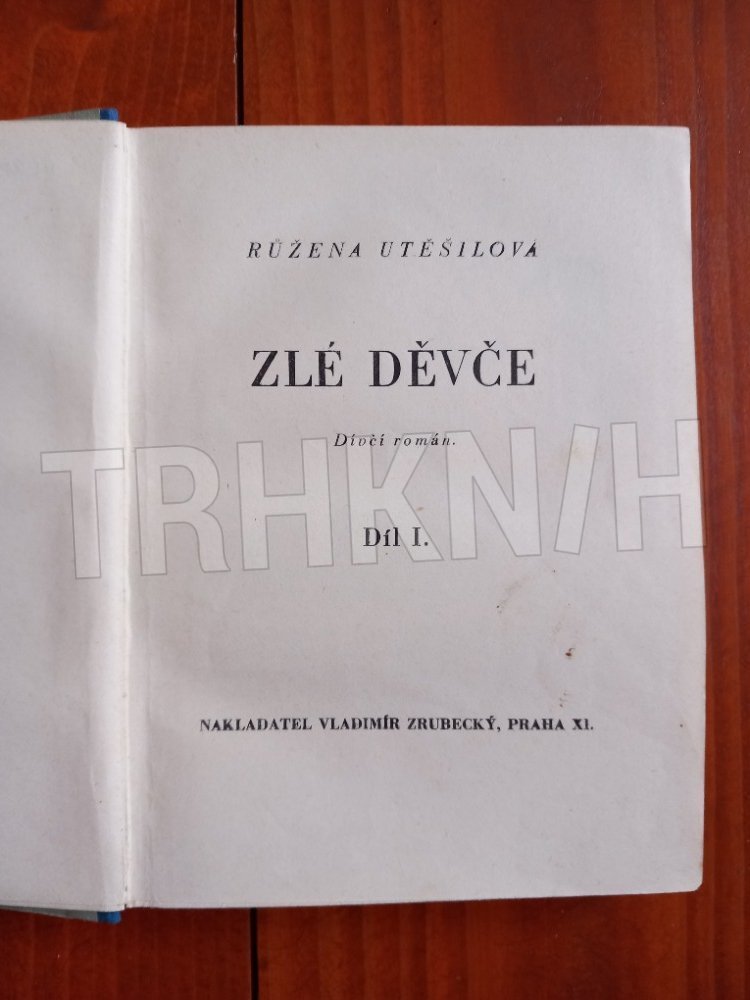 RŮŽENA UTĚŠILOVÁ
ZLÉ DĚVČE
Dívčí román.
TRHKNIH
Díl I.
NAKLADATEL VLADIMÍR ZRUBECKÝ, PRAHA XI.